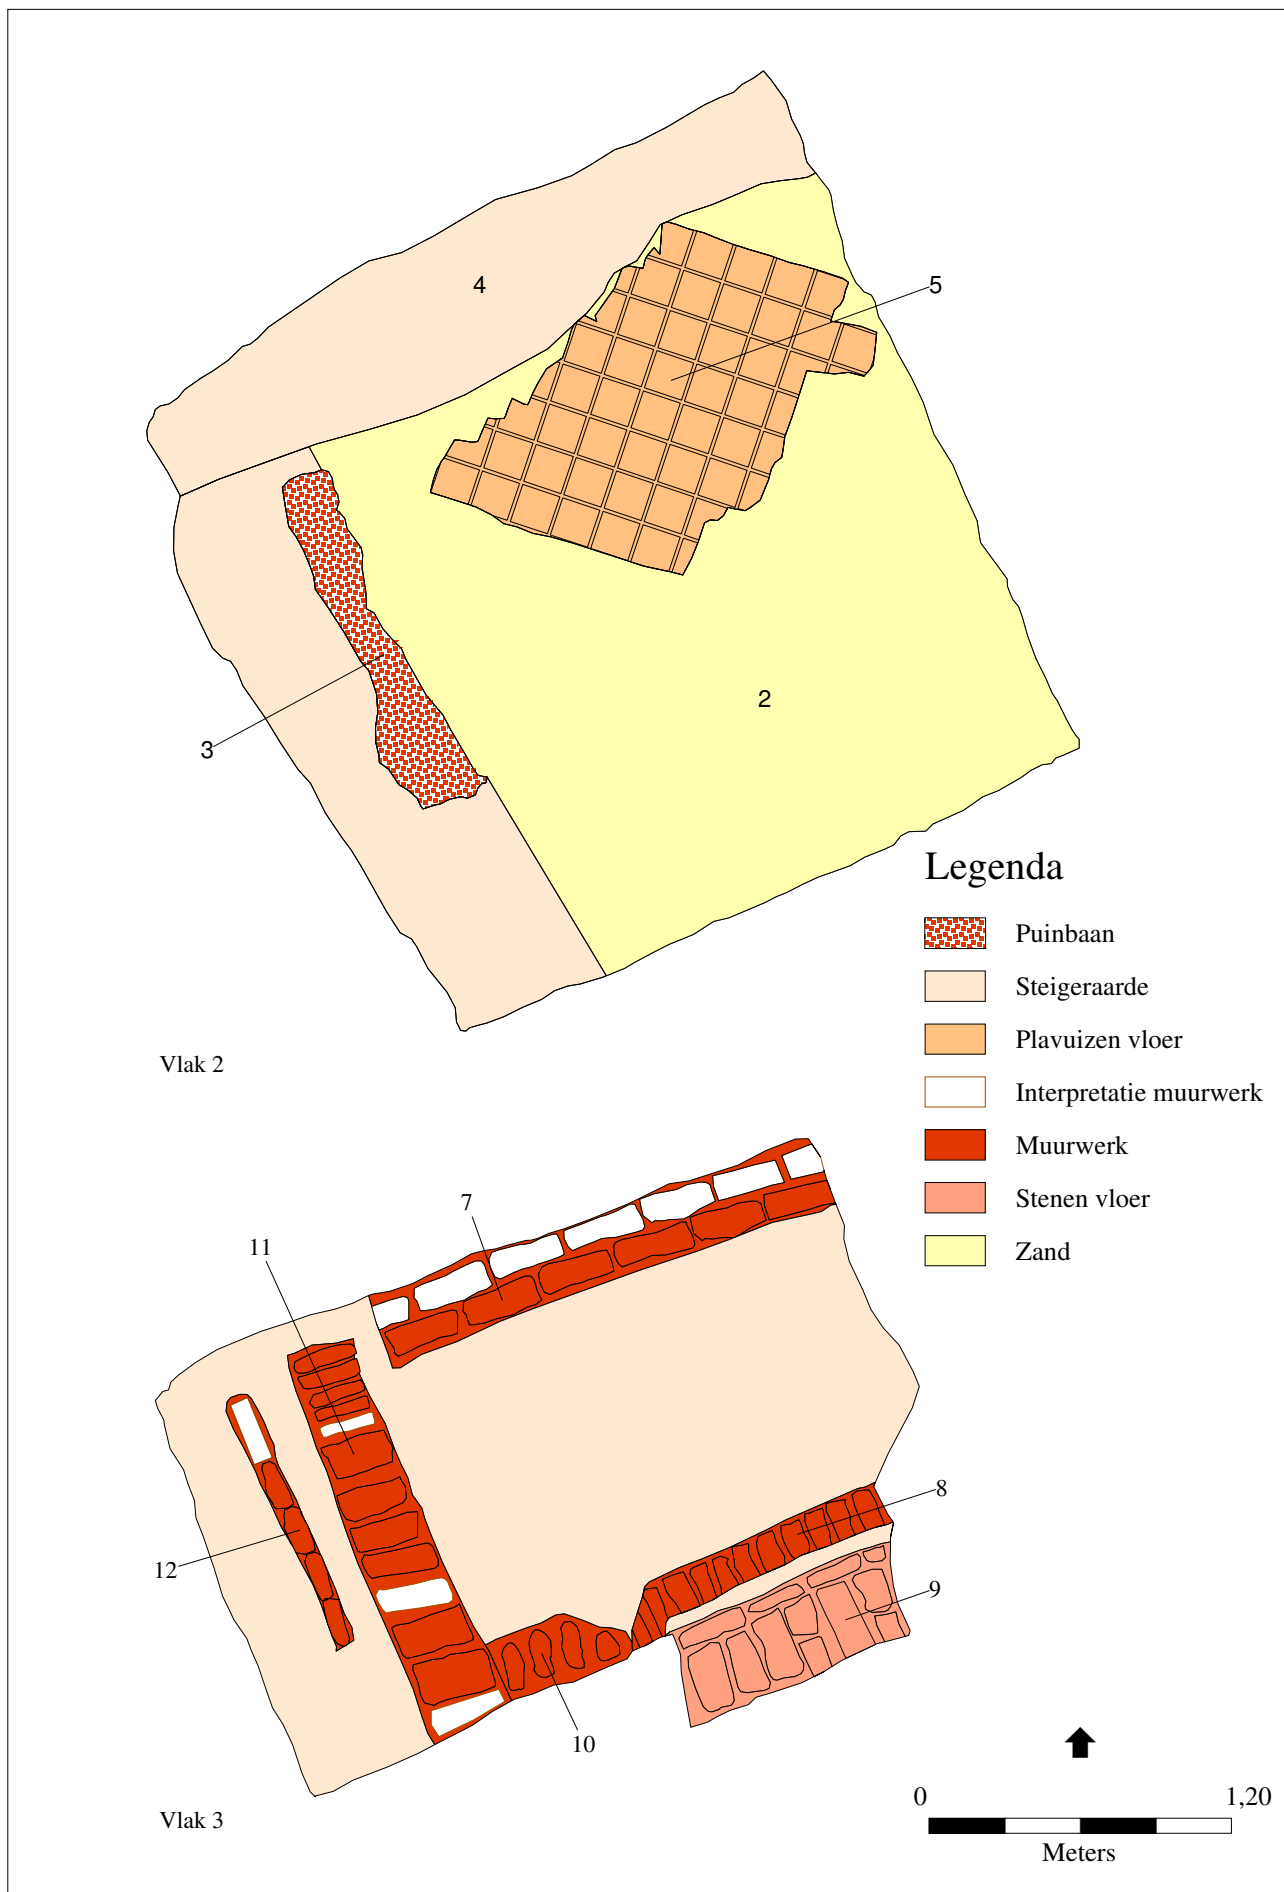 4
5
3
2
Legenda
Puinbaan
Steigeraarde
Plavuizen vloer
Interpretatie muurwerk
Muurwerk
Stenen vloer
Zand
Vlak 2
7
11
8
12
9
10
Vlak 3
0 1,20
Meters